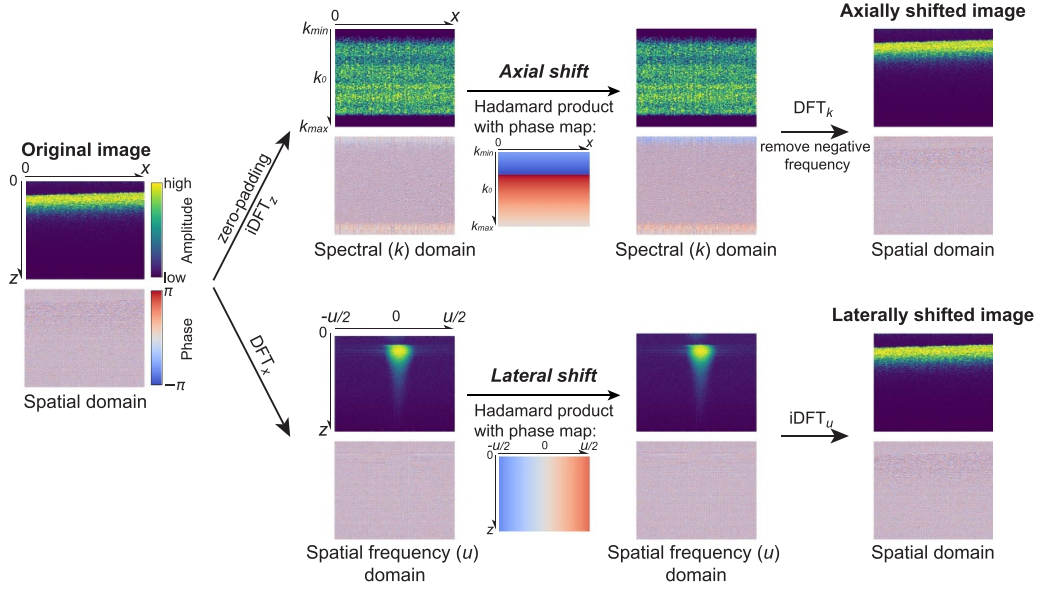 Original image
0
x
0
z
high
Amplitude
low
π
Phase
−π
Spatial domain
zero-padding
iDFTz
DFTx
0
x
kmin
k0
kmax
Spectral (k) domain
Axial shift
Hadamard product
with phase map:
0
x
kmin
k0
kmax
Spectral (k) domain
DFTk
remove negative
frequency
Axially shifted image
Spatial domain
-u/2
0
u/2
0
z
Spatial frequency (u)
domain
Lateral shift
Hadamard product
with phase map:
-u/2
0
u/2
0
z
Spatial frequency (u)
domain
iDFTu
Laterally shifted image
Spatial domain